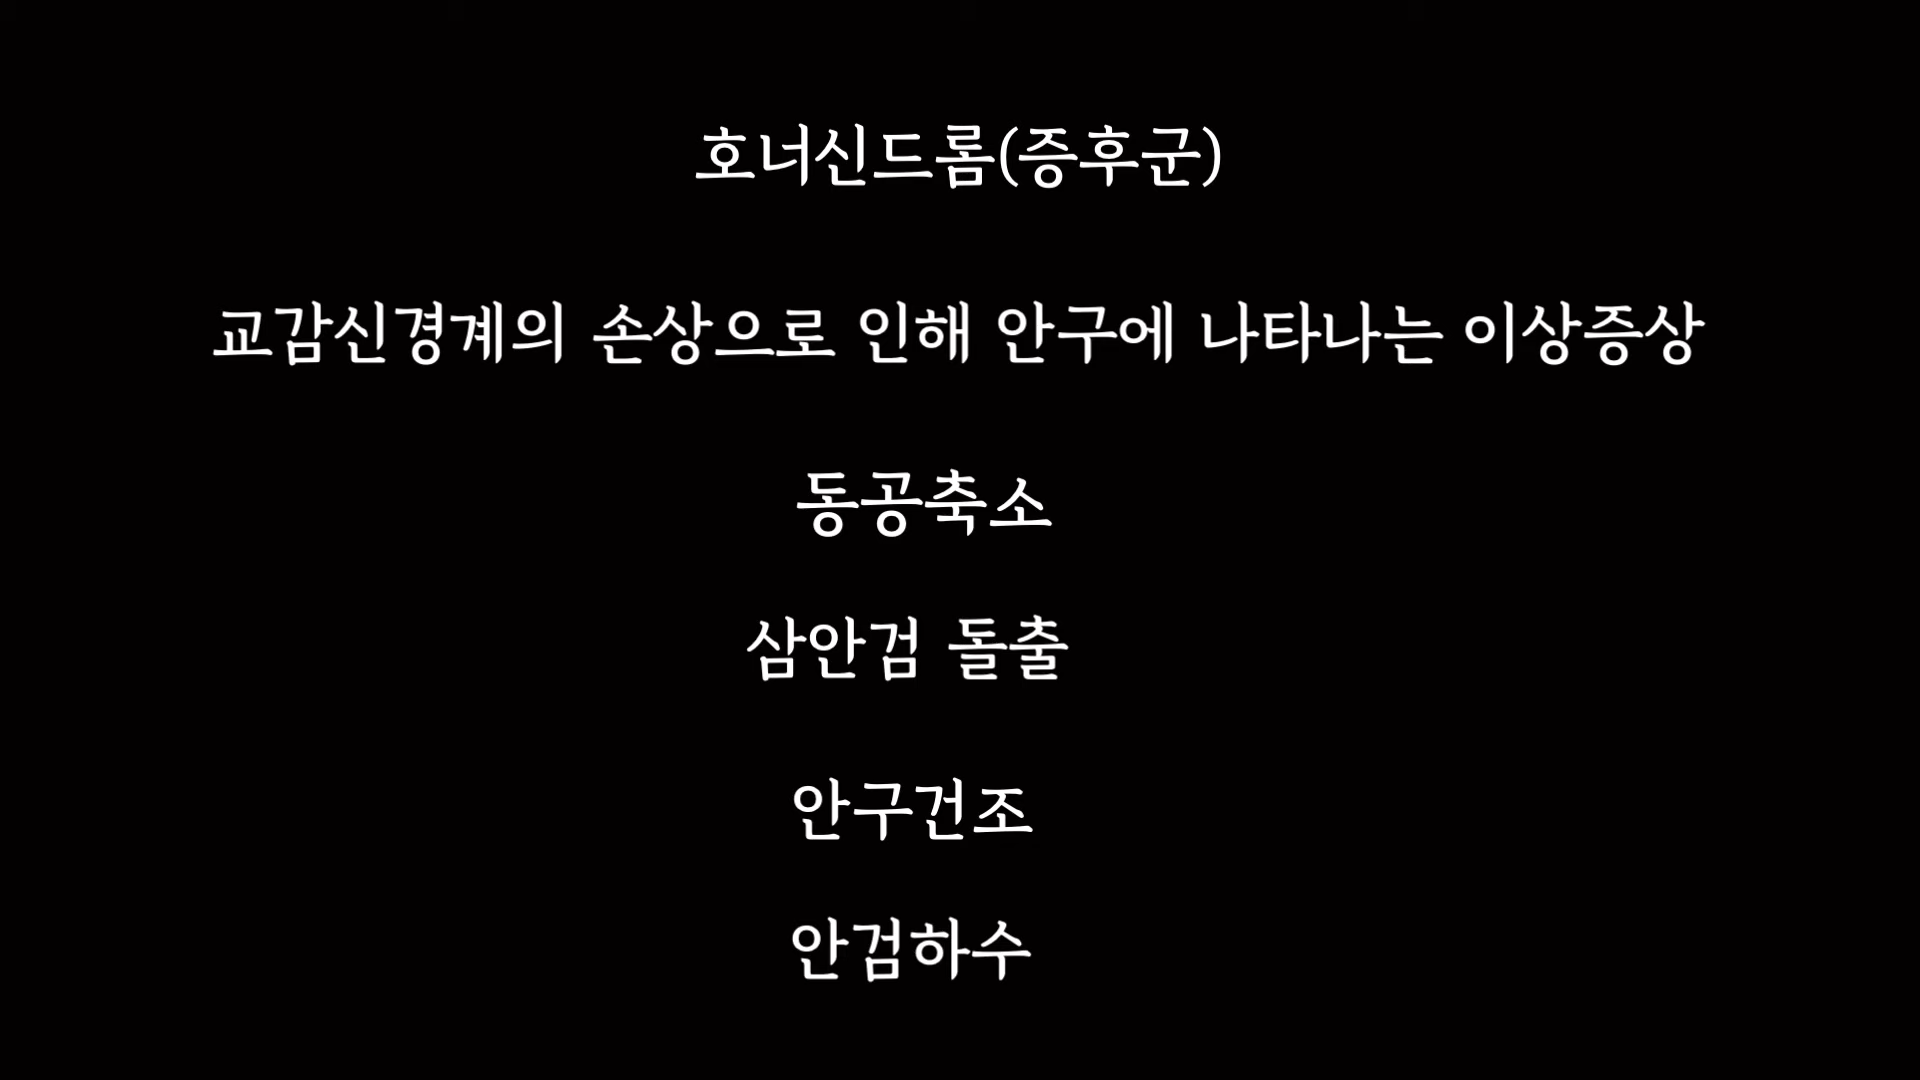 호너신드롬(증후군)
교감신경계의 손상으로 인해 안구에 나타나는 이상증상
동공축소
삼안검 돌출
안구건조
안검하수